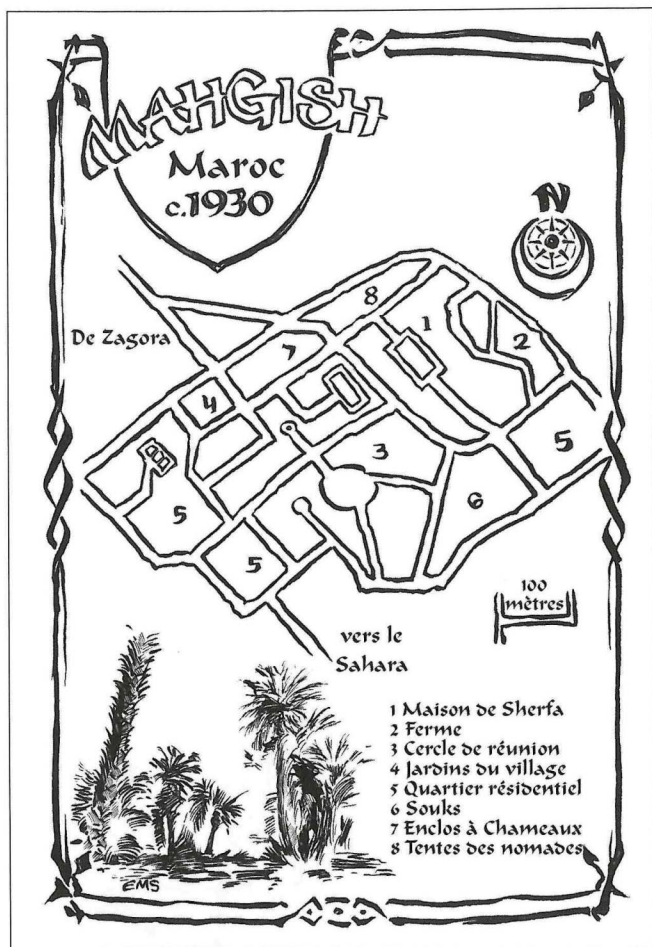 MAHGISH
Maroc
c.1930
N
8
1
2
De Zagora
7
4
3
5
5
6
5
100
mètres
vers le
Sahara
1 Maison de Sherfa
2 Ferme
3 Cercle de réunion
4 Jardins du village
5 Quartier résidentiel
6 Souks
7 Enclos à Chameaux
8 Tentes des nomades
EMS